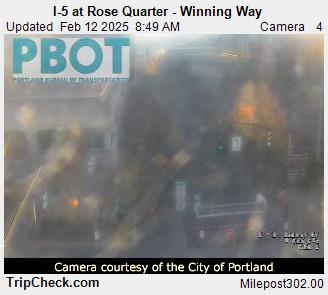 I-5 at Rose Quarter - Winning Way
Updated Feb 12 2025 8:49 AM Camera 4
PBOT
PORTLAND BUREAU OF TRANSPORTATION
Camera courtesy of the City of Portland
TripCheck.com Milepost302.00